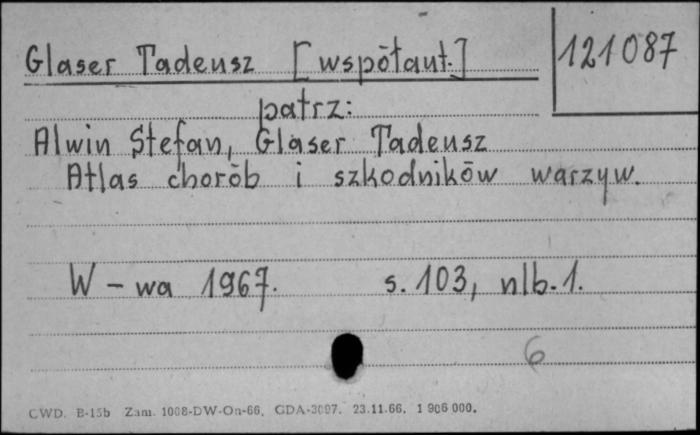 Glaser Tadeusz [współaut.]
121087
patrz:
Alwin Stefan, Glaser Tadeusz
Atlas chorób i szkodników warzyw.
W-wa 1967. s. 103, nlb. 1.
6
CWD. B-15b Zam. 1008-DW-On-66. GDA-3097. 23.11.66. 1 906 000.